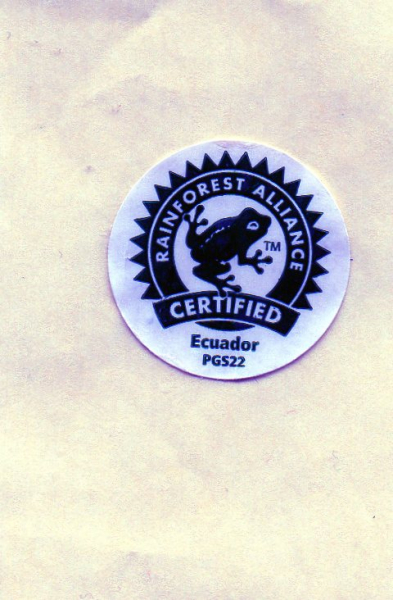 RAINFOREST ALLIANCE
TM
CERTIFIED
Ecuador
PGS22